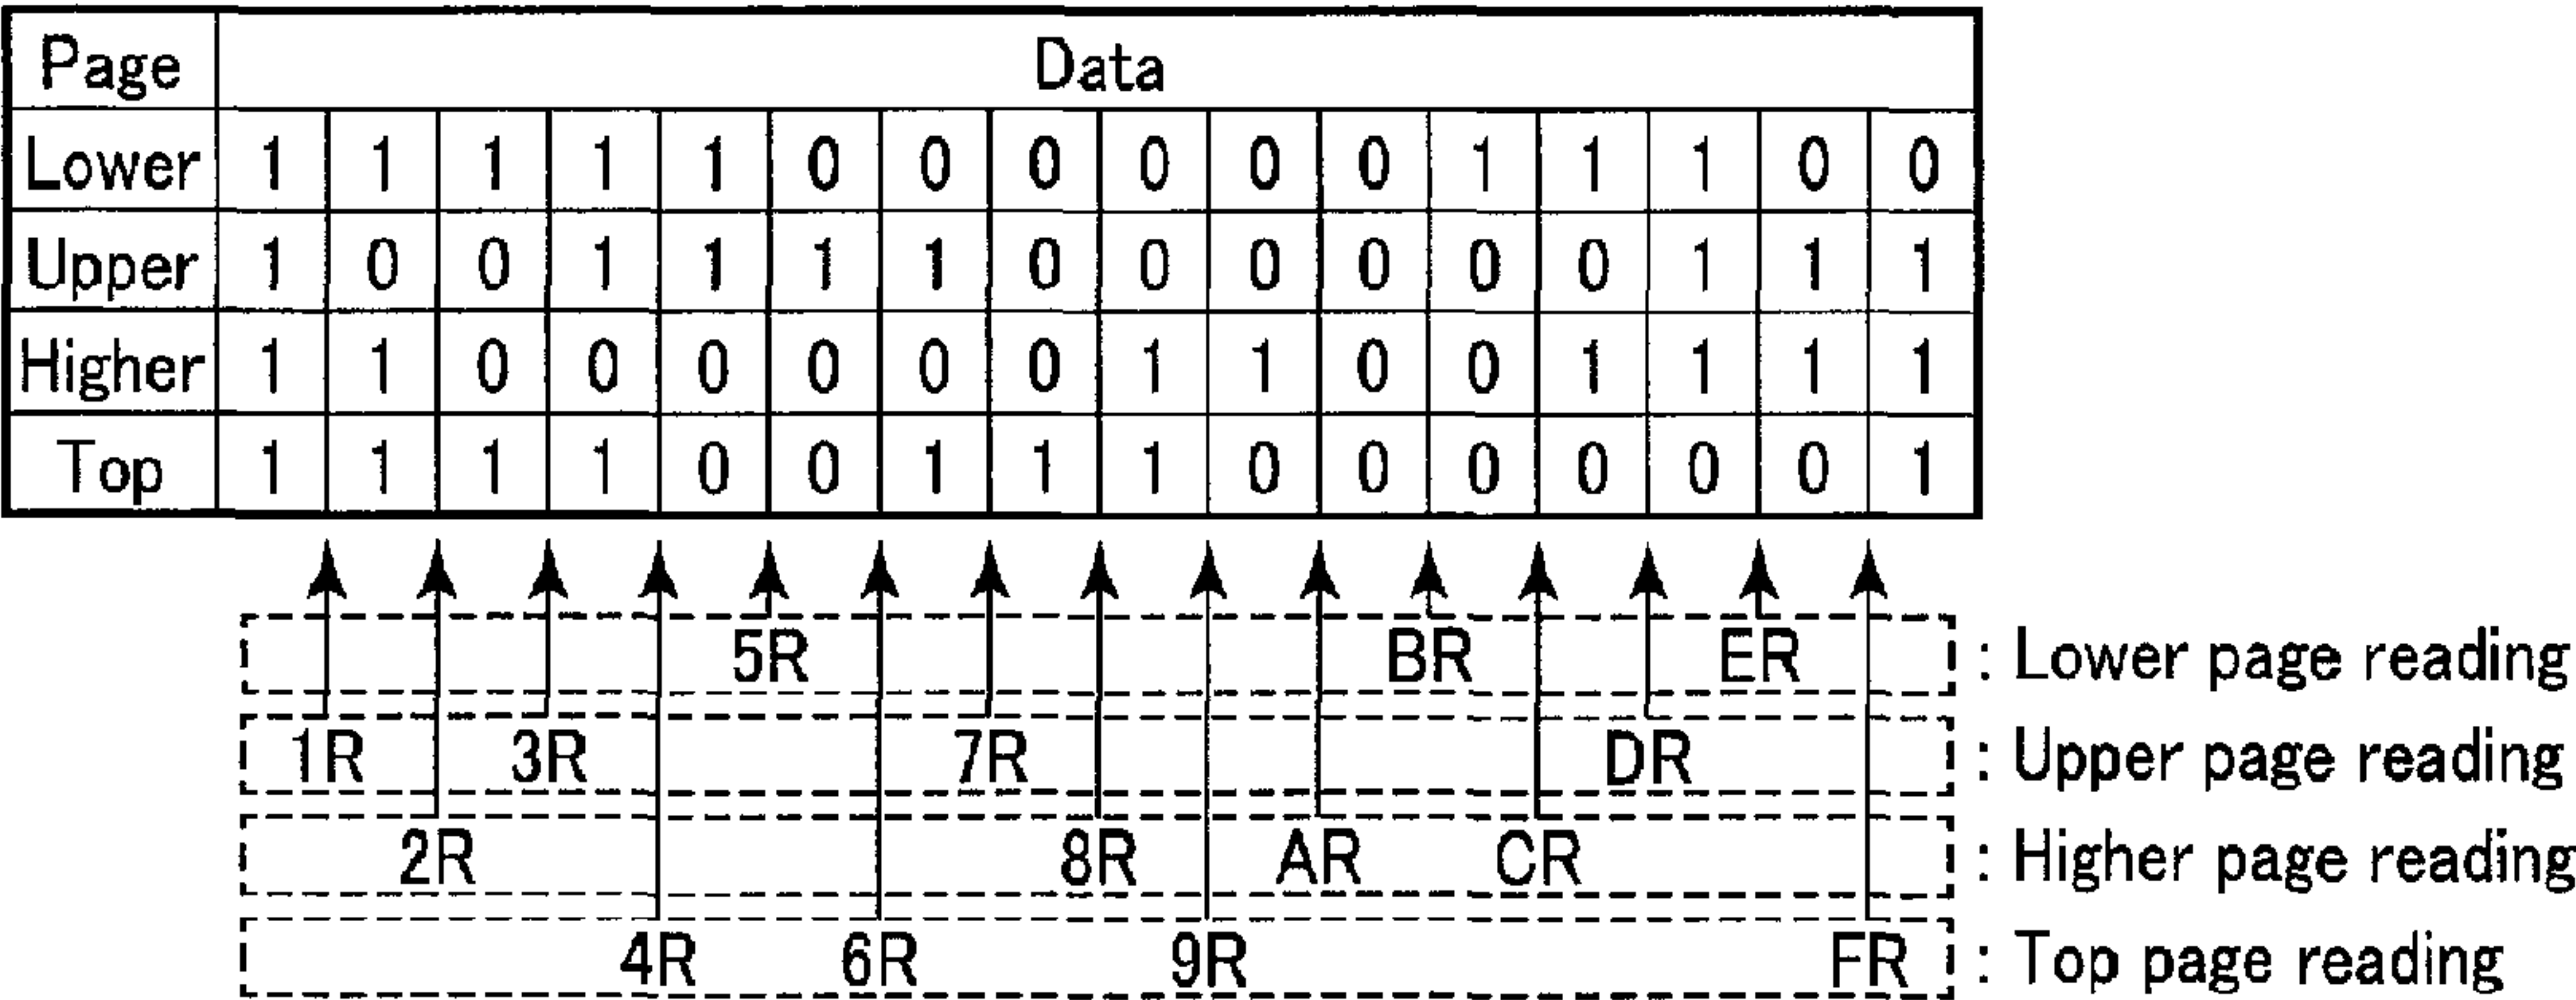 Page Data
Lower 1 1 1 1 1 0 0 0 0 0 0 1 1 1 0 0
Upper 1 0 0 1 1 1 1 0 0 0 0 0 0 1 1 1
Higher 1 1 0 0 0 0 0 0 1 1 0 0 1 1 1 1
Top 1 1 1 1 0 0 1 1 1 0 0 0 0 0 0 1
5R BR ER : Lower page reading
1R 3R 7R DR : Upper page reading
2R 8R AR CR : Higher page reading
4R 6R 9R FR : Top page reading